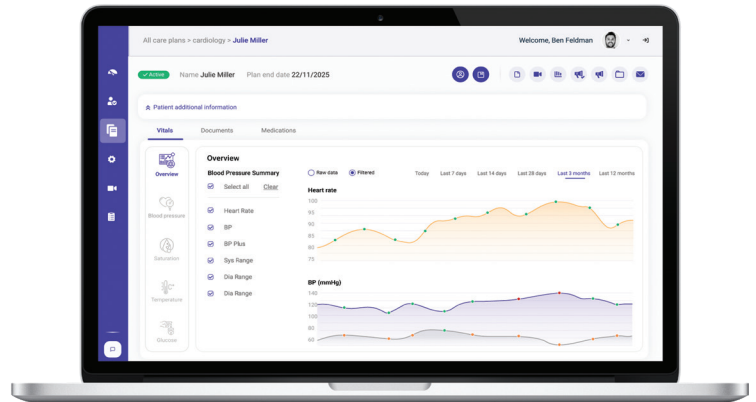 All care plans > cardiology > Julie Miller
Welcome, Ben Feldman
Active
Name Julie Miller
Plan end date 22/11/2025
Patient additional information
Vitals
Documents
Medications
Overview
Blood pressure
Saturation
Temperature
Glucose
Overview
Blood Pressure Summary
Select all
Clear
Heart Rate
BP
BP Plus
Sys Range
Dia Range
Dia Range
Raw data
Filtered
Today
Last 7 days
Last 14 days
Last 28 days
Last 3 months
Last 12 months
Heart rate
100
95
90
85
80
75
BP (mmHg)
140
120
100
80
60